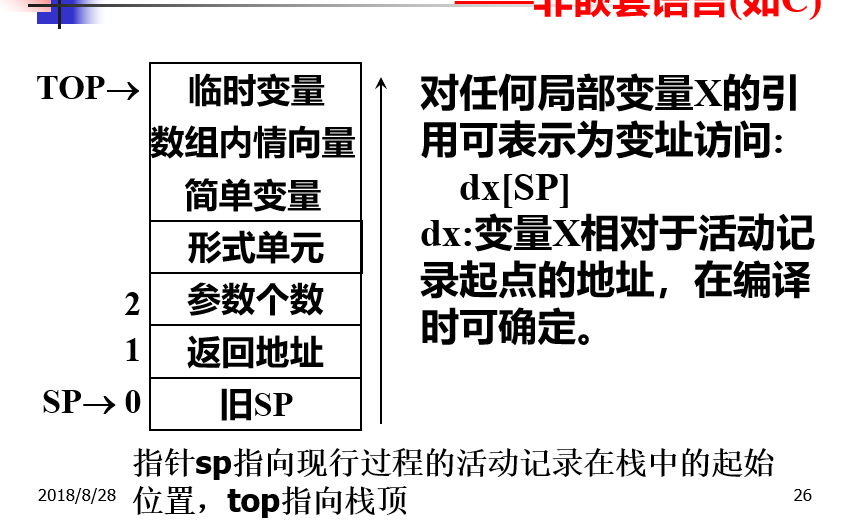 ——非嵌套语言(如C)
TOP→
临时变量
数组内情向量
简单变量
形式单元
2 参数个数
1 返回地址
SP→ 0 旧SP
对任何局部变量X的引
用可表示为变址访问:
dx[SP]
dx:变量X相对于活动记
录起点的地址，在编译
时可确定。
指针sp指向现行过程的活动记录在栈中的起始
位置，top指向栈顶
2018/8/28
26